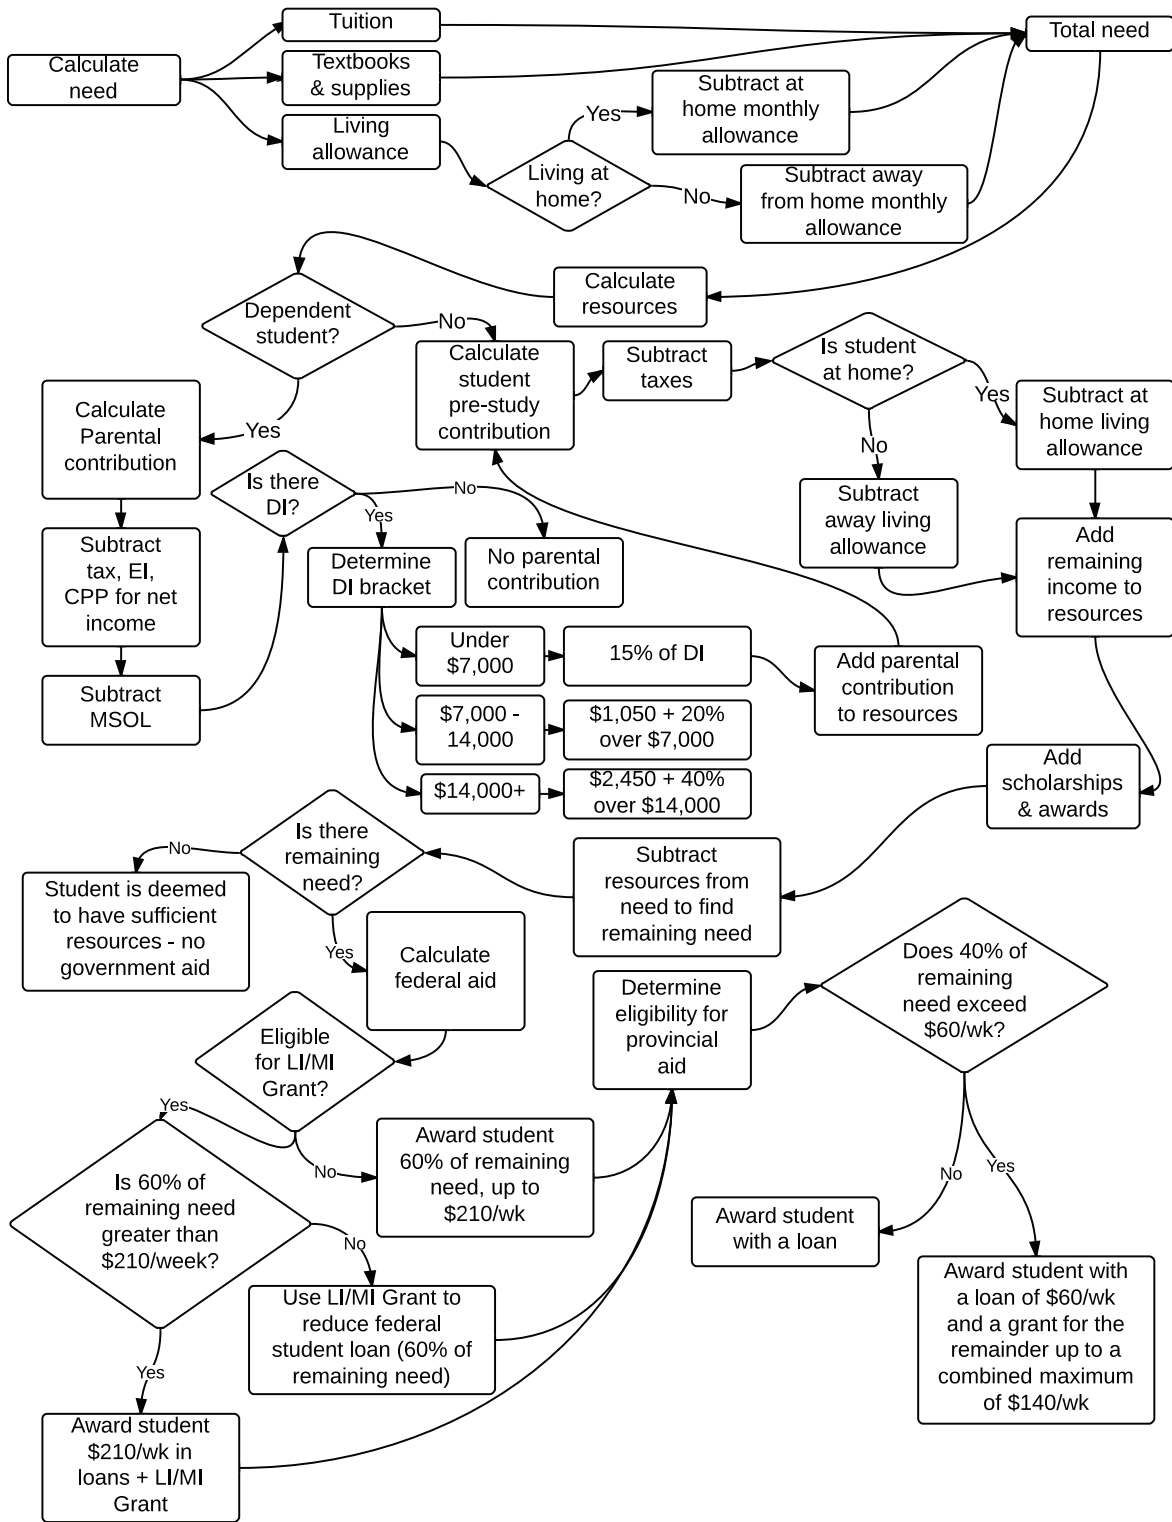 Tuition
Total need
Calculate
need
Textbooks
& supplies
Subtract at
home monthly
allowance
Yes
Living
allowance
Living at
home?
No
Subtract away
from home monthly
allowance
Calculate
resources
Dependent
student?
No
Calculate
student
pre-study
contribution
Subtract
taxes
Is student
at home?
Yes
Subtract at
home living
allowance
No
Subtract
away living
allowance
Add
remaining
income to
resources
Yes
Calculate
Parental
contribution
Subtract
tax, EI,
CPP for net
income
Subtract
MSOL
Is there
DI?
No
Yes
No parental
contribution
Determine
DI bracket
Under
$7,000
15% of DI
Add parental
contribution
to resources
$7,000 -
14,000
$1,050 + 20%
over $7,000
$14,000+
$2,450 + 40%
over $14,000
Add
scholarships
& awards
Subtract
resources from
need to find
remaining need
Is there
remaining
need?
No
Student is deemed
to have sufficient
resources - no
government aid
Yes
Calculate
federal aid
Eligible
for LI/MI
Grant?
Yes
No
Award student
60% of remaining
need, up to
$210/wk
Is 60% of
remaining need
greater than
$210/week?
No
Use LI/MI Grant to
reduce federal
student loan (60% of
remaining need)
Yes
Award student
$210/wk in
loans + LI/MI
Grant
Determine
eligibility for
provincial
aid
Does 40% of
remaining
need exceed
$60/wk?
No
Yes
Award student
with a loan
Award student with
a loan of $60/wk
and a grant for the
remainder up to a
combined maximum
of $140/wk